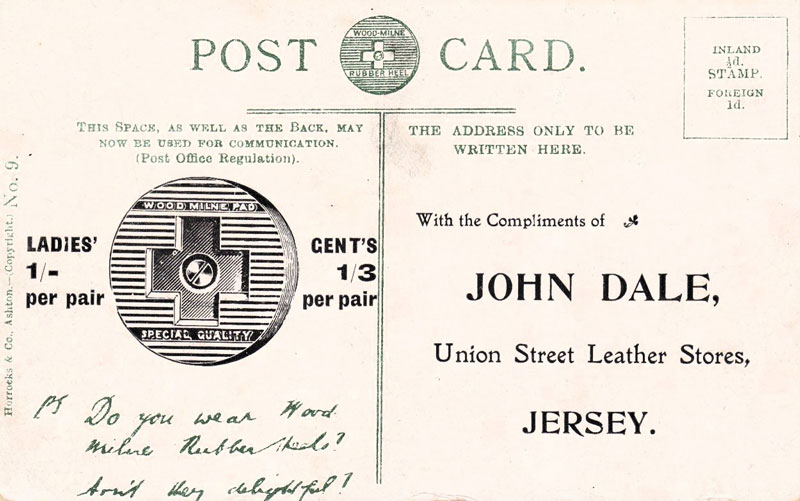 POST CARD.
WOOD-MILNE
RUBBER HEEL
INLAND
½d.
STAMP.
FOREIGN
1d.
THIS SPACE, AS WELL AS THE BACK, MAY
NOW BE USED FOR COMMUNICATION.
(Post Office Regulation).
THE ADDRESS ONLY TO BE
WRITTEN HERE.
Horrocks & Co., Ashton.—(Copyright.) No. 9.
WOOD MILNE PAD
LADIES'
1/-
per pair
GENT'S
1/3
per pair
SPECIAL QUALITY
With the Compliments of
JOHN DALE,
Union Street Leather Stores,
JERSEY.
PS Do you wear Wood
Milne Rubber Heels?
Ain't they delightful?